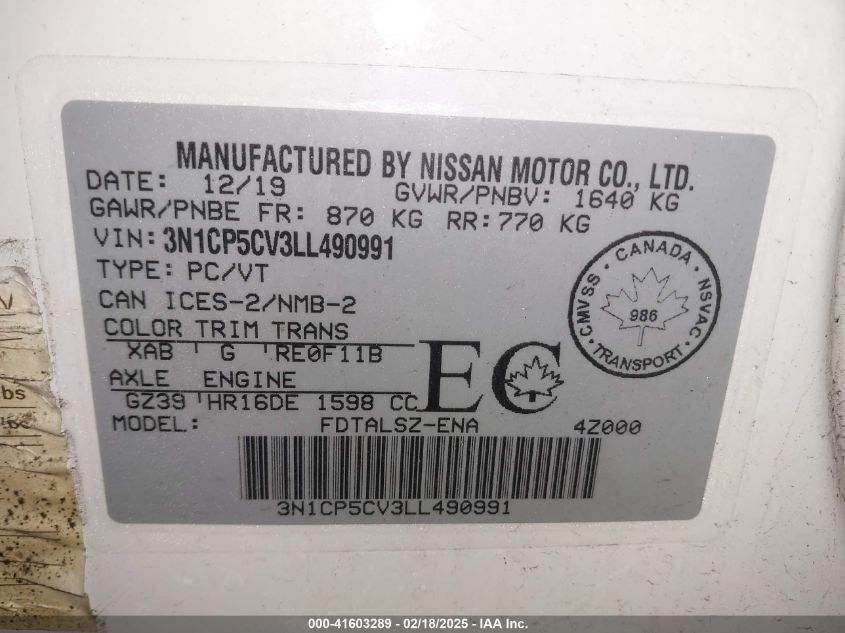 MANUFACTURED BY NISSAN MOTOR CO., LTD.
DATE: 12/19 GVWR/PNBV: 1640 KG
GAWR/PNBE FR: 870 KG RR: 770 KG
VIN: 3N1CP5CV3LL490991
TYPE: PC/VT
CAN ICES-2/NMB-2
COLOR TRIM TRANS
XAB G RE0F11B
AXLE ENGINE
GZ39 HR16DE 1598 CC
EC
CANADA
CMVSS 986 NSVAC
TRANSPORT
MODEL: FDTALSZ-ENA 4Z000
3N1CP5CV3LL490991
V
bs
000-41603289 - 02/18/2025 - IAA Inc.